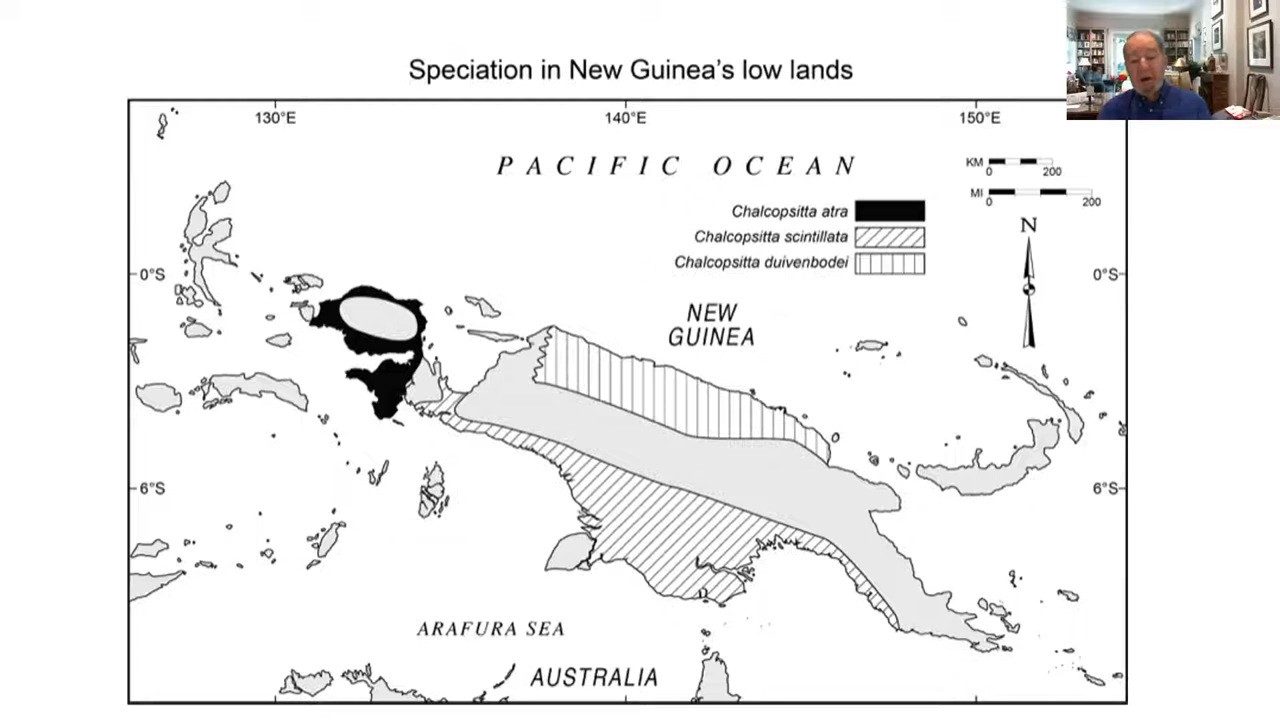 Speciation in New Guinea's low lands
130°E 140°E 150°E
PACIFIC OCEAN
KM
0 200
MI
0 200
Chalcopsitta atra
Chalcopsitta scintillata
Chalcopsitta duivenbodei
N
0°S 0°S
NEW
GUINEA
6°S 6°S
ARAFURA SEA
AUSTRALIA